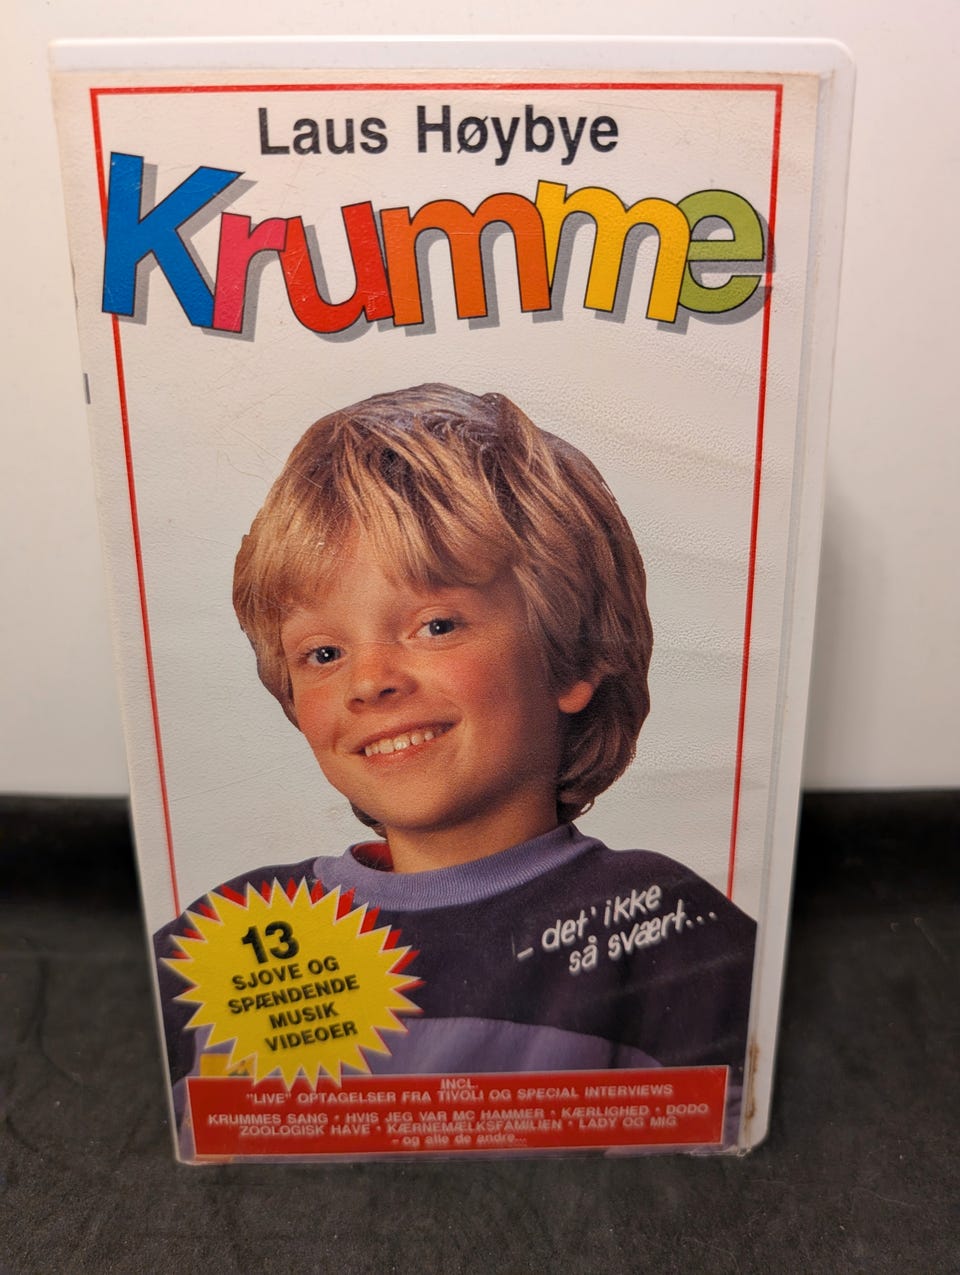 Laus Høybye
Krumme
– det' ikke
så svært...
13
SJOVE OG
SPÆNDENDE
MUSIK
VIDEOER
INCL.
"LIVE" OPTAGELSER FRA TIVOLI OG SPECIAL INTERVIEWS
KRUMMES SANG • HVIS JEG VAR MC HAMMER • KÆRLIGHED • DODO
ZOOLOGISK HAVE • KÆRNEMÆLKSFAMILIEN • LADY OG MIG
– og alle de andre...